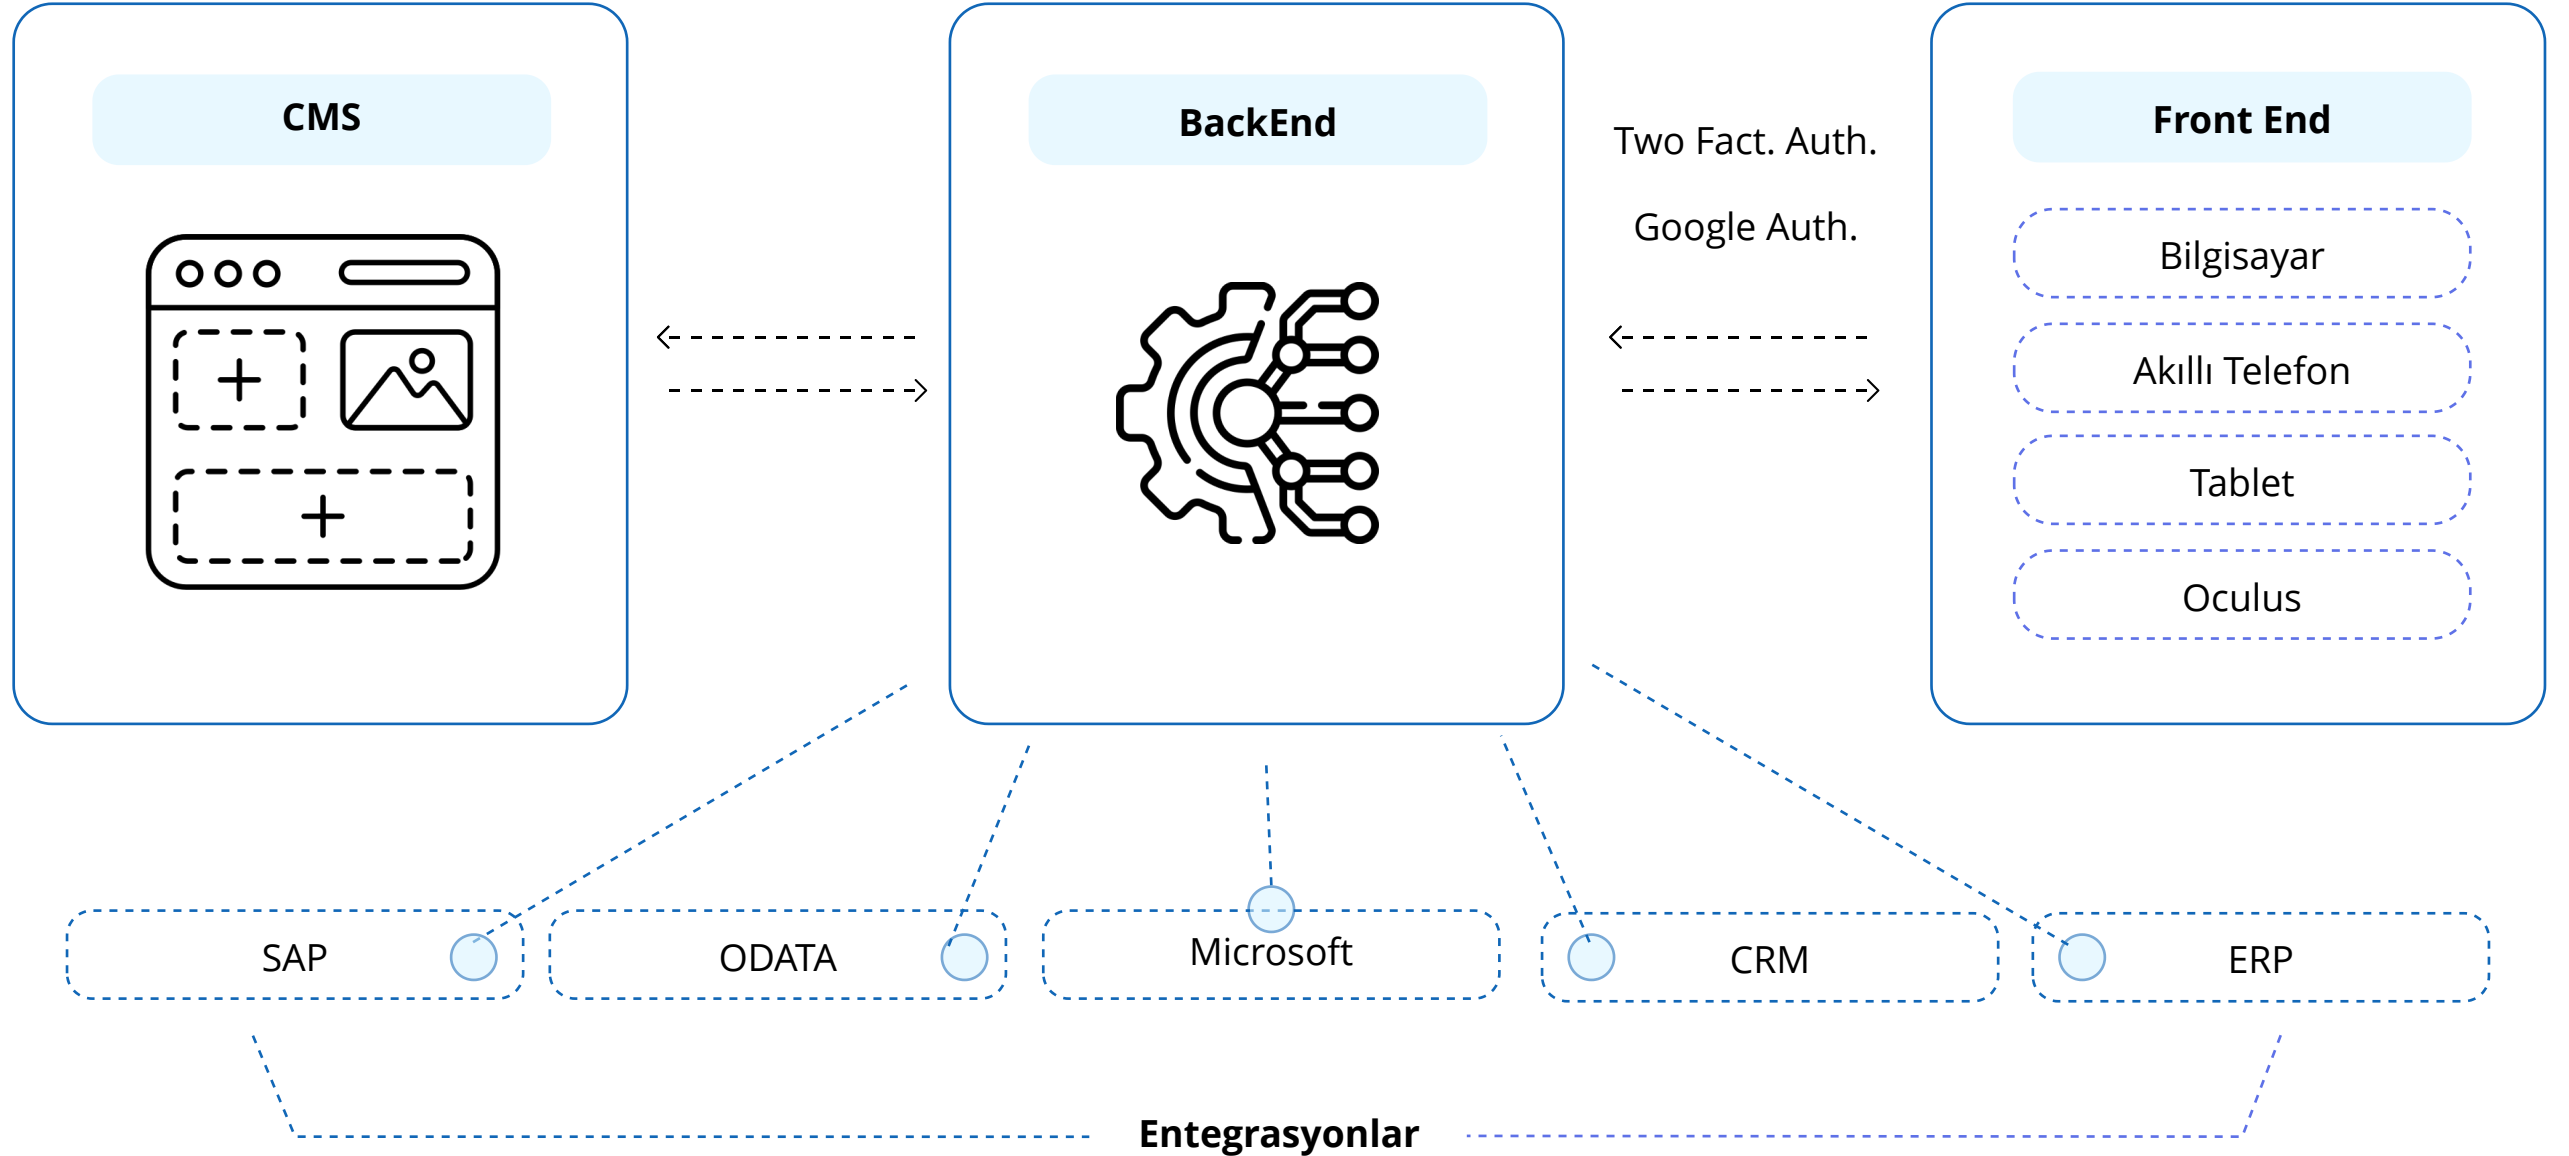 CMS
BackEnd
Two Fact. Auth.
Google Auth.
Front End
Bilgisayar
Akıllı Telefon
Tablet
Oculus
SAP
ODATA
Microsoft
CRM
ERP
Entegrasyonlar